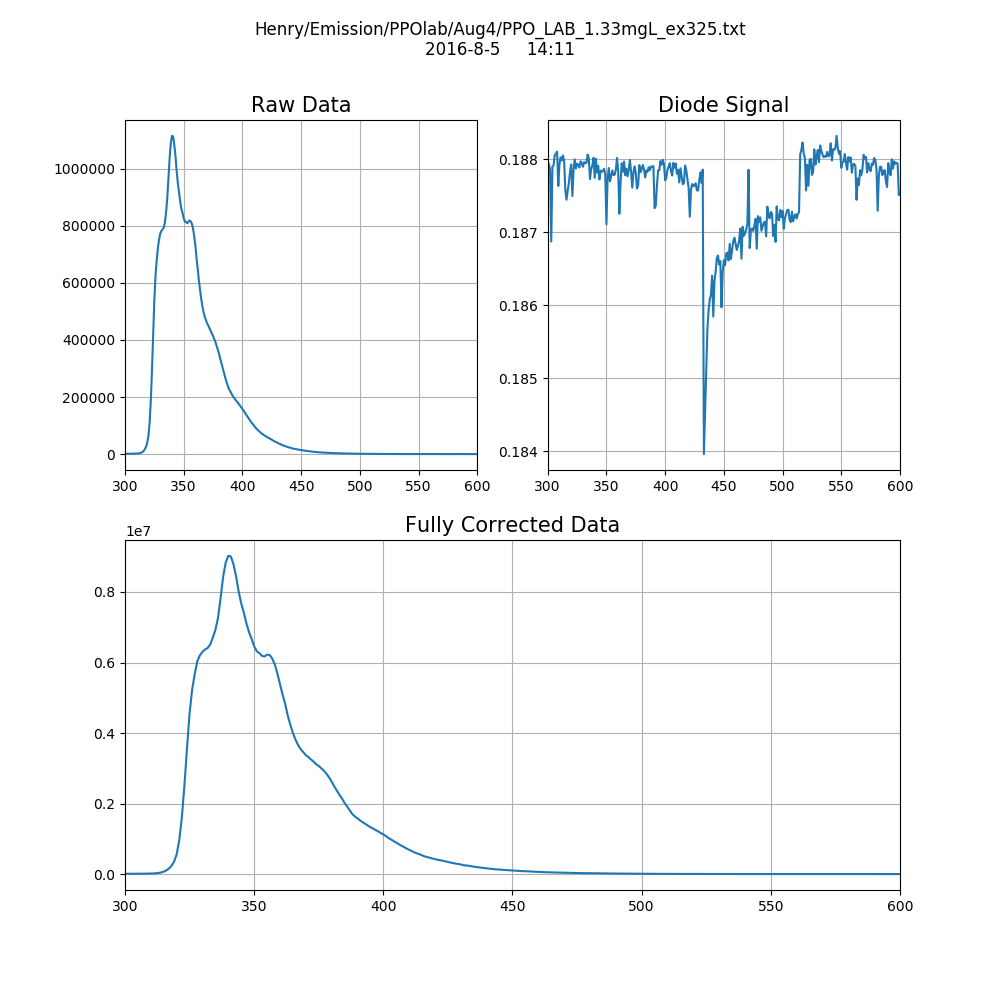 Henry/Emission/PPOlab/Aug4/PPO_LAB_1.33mgL_ex325.txt
2016-8-5 14:11
Raw Data
1000000
800000
600000
400000
200000
0
300 350 400 450 500 550 600
Diode Signal
0.188
0.187
0.186
0.185
0.184
300 350 400 450 500 550 600
Fully Corrected Data
1e7
0.8
0.6
0.4
0.2
0.0
300 350 400 450 500 550 600